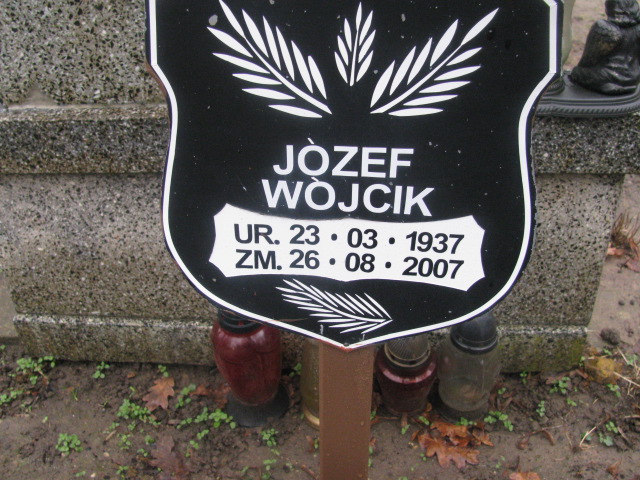 JÒZEF
WÒJCIK
UR. 23 • 03 • 1937
ZM. 26 • 08 • 2007